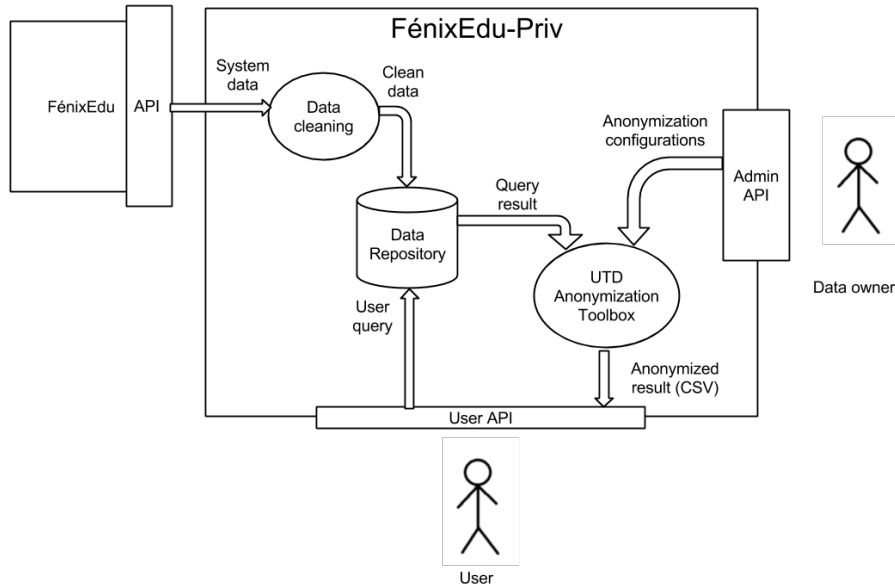 FénixEdu-Priv
FénixEdu
API
System
data
Data
cleaning
Clean
data
Data
Repository
Query
result
Anonymization
configurations
Admin
API
Data owner
UTD
Anonymization
Toolbox
User
query
Anonymized
result (CSV)
User API
User